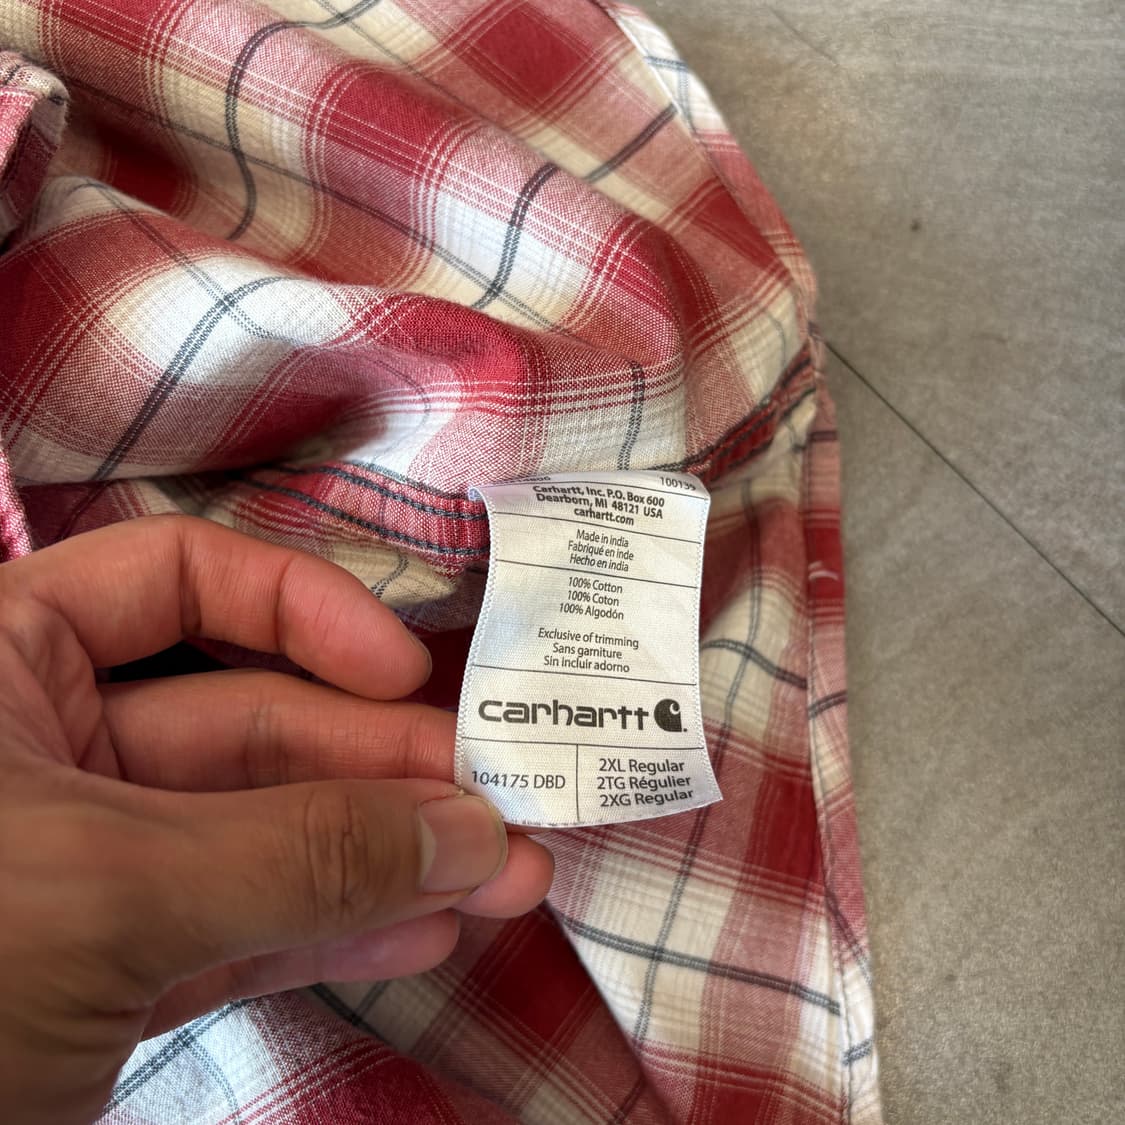 100135
Carhartt, Inc. P.O. Box 600
Dearborn, MI 48121 USA
carhartt.com
Made in india
Fabriqué en inde
Hecho en india
100% Cotton
100% Coton
100% Algodón
Exclusive of trimming
Sans garniture
Sin incluir adorno
carhartt
104175 DBD
2XL Regular
2TG Régulier
2XG Regular